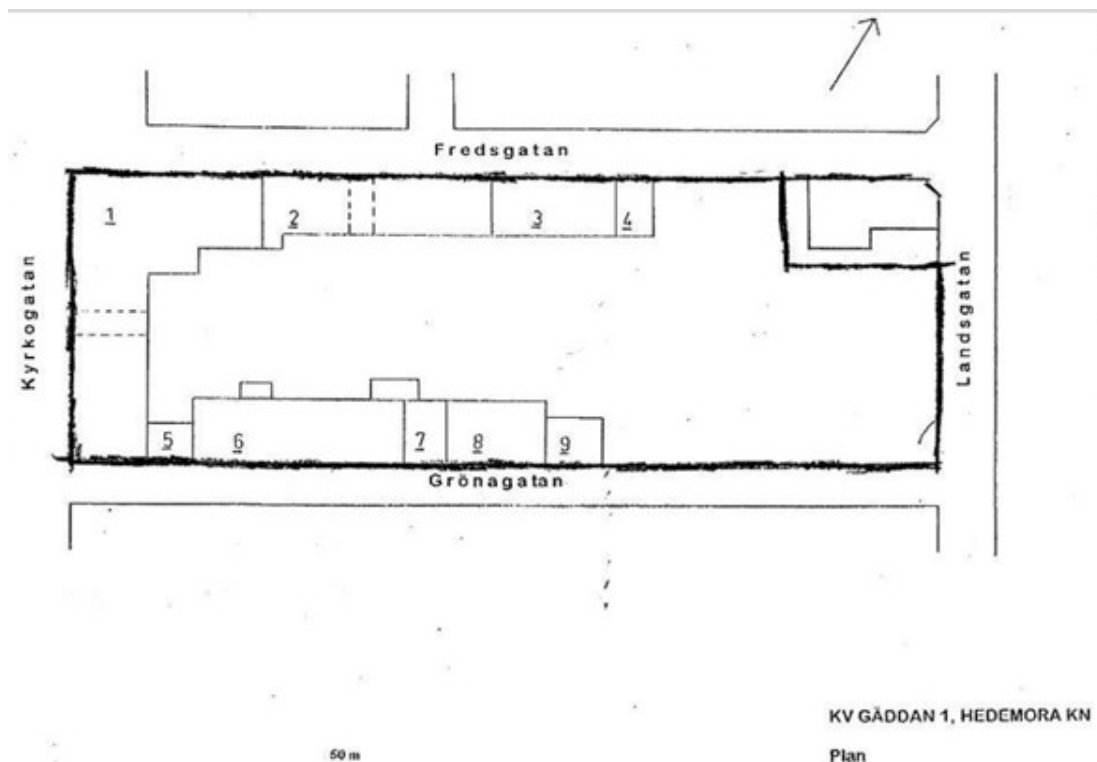 Fredsgatan
1
2
3
4
Kyrkogatan
Landsgatan
5
6
7
8
9
Grönagatan
KV GÄDDAN 1, HEDEMORA KN
50 m
Plan